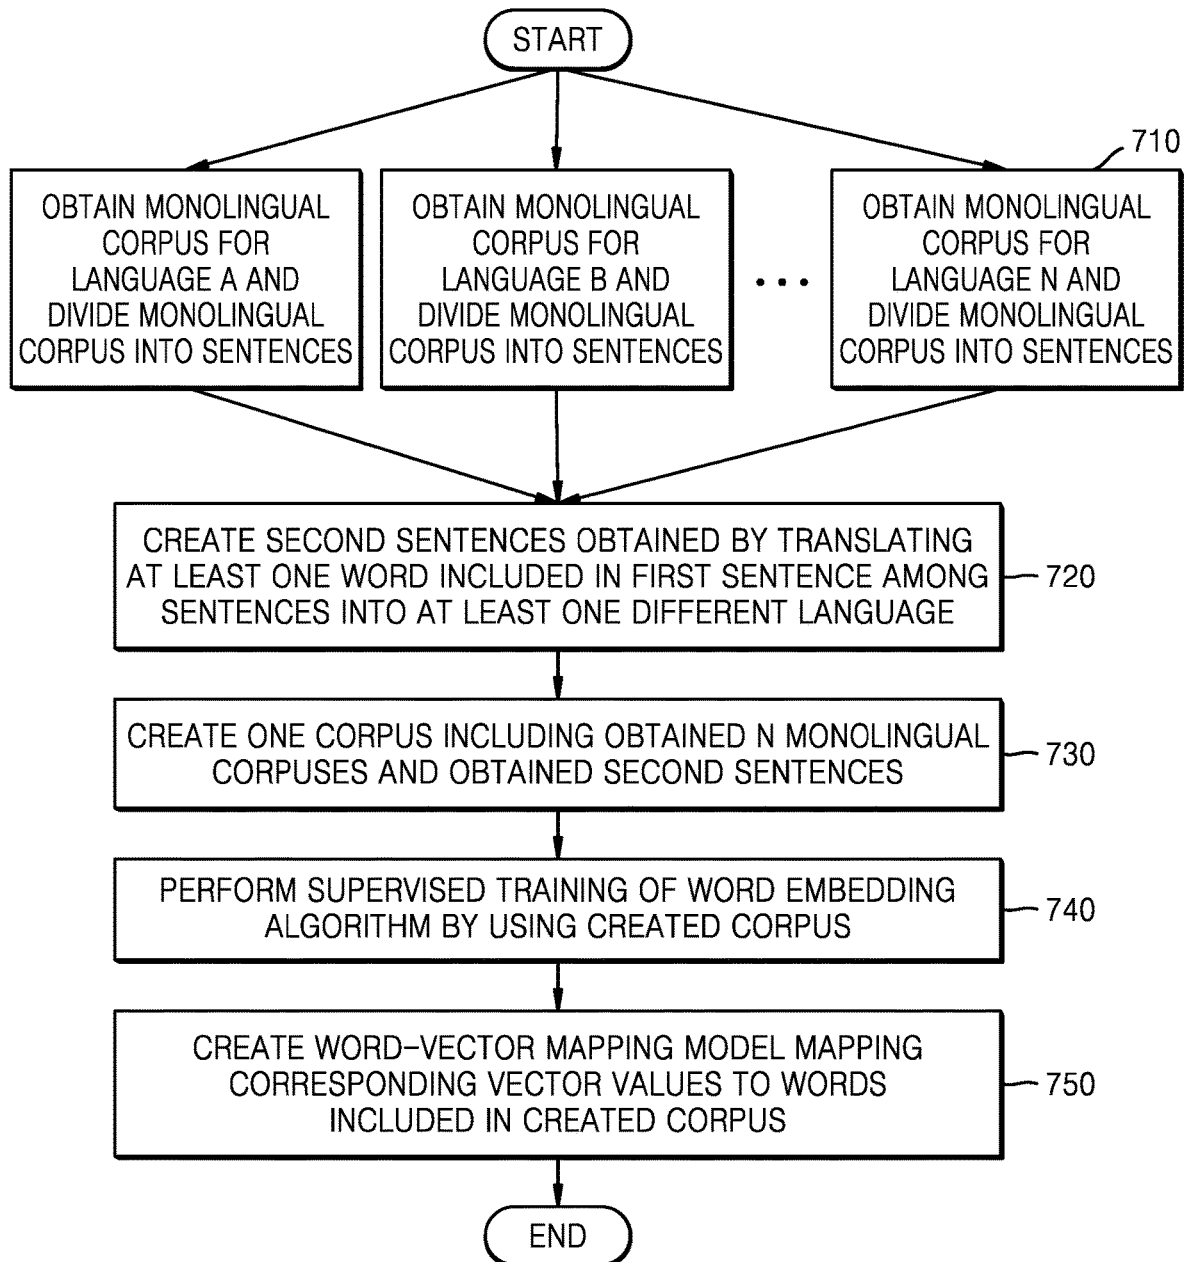 START
710
OBTAIN MONOLINGUAL
CORPUS FOR
LANGUAGE A AND
DIVIDE MONOLINGUAL
CORPUS INTO SENTENCES
OBTAIN MONOLINGUAL
CORPUS FOR
LANGUAGE B AND
DIVIDE MONOLINGUAL
CORPUS INTO SENTENCES
• • •
OBTAIN MONOLINGUAL
CORPUS FOR
LANGUAGE N AND
DIVIDE MONOLINGUAL
CORPUS INTO SENTENCES
CREATE SECOND SENTENCES OBTAINED BY TRANSLATING
AT LEAST ONE WORD INCLUDED IN FIRST SENTENCE AMONG
SENTENCES INTO AT LEAST ONE DIFFERENT LANGUAGE
720
CREATE ONE CORPUS INCLUDING OBTAINED N MONOLINGUAL
CORPUSES AND OBTAINED SECOND SENTENCES
730
PERFORM SUPERVISED TRAINING OF WORD EMBEDDING
ALGORITHM BY USING CREATED CORPUS
740
CREATE WORD-VECTOR MAPPING MODEL MAPPING
CORRESPONDING VECTOR VALUES TO WORDS
INCLUDED IN CREATED CORPUS
750
END